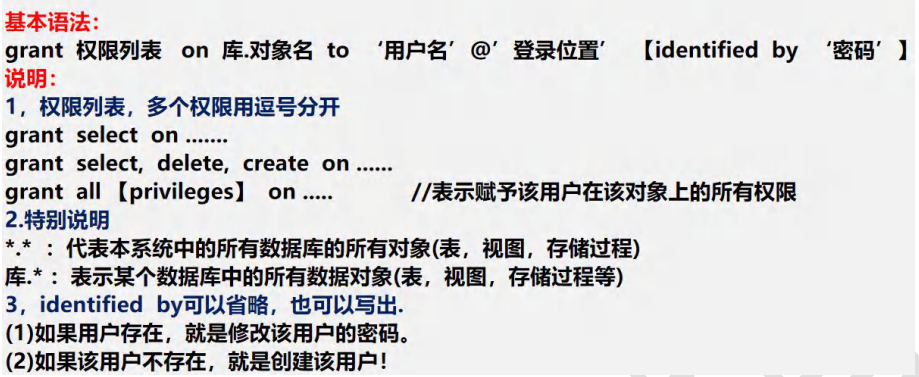 基本语法：
grant 权限列表 on 库.对象名 to ‘用户名’@’登录位置’ 【identified by ‘密码’】
说明：
1，权限列表，多个权限用逗号分开
grant select on .......
grant select, delete, create on ......
grant all 【privileges】 on ..... //表示赋予该用户在该对象上的所有权限
2.特别说明
*.* ：代表本系统中的所有数据库的所有对象(表，视图，存储过程)
库.*：表示某个数据库中的所有数据对象(表，视图，存储过程等)
3，identified by可以省略，也可以写出.
(1)如果用户存在，就是修改该用户的密码。
(2)如果该用户不存在，就是创建该用户！